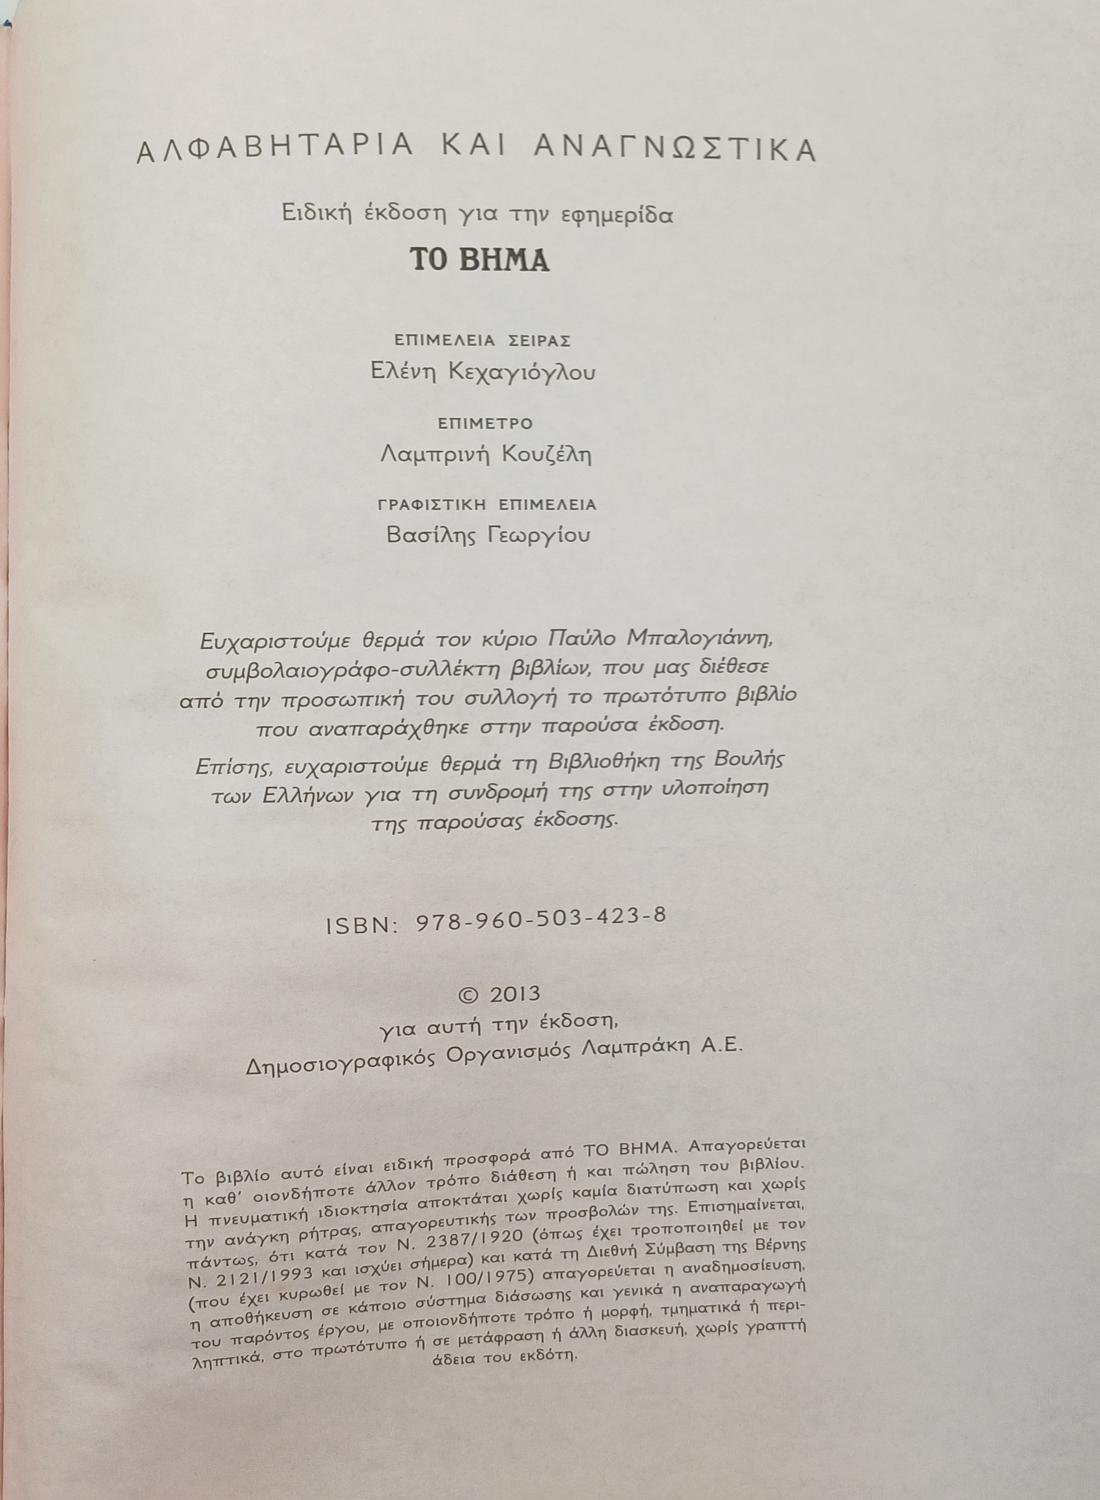 ΑΛΦΑΒΗΤΑΡΙΑ ΚΑΙ ΑΝΑΓΝΩΣΤΙΚΑ
Ειδική έκδοση για την εφημερίδα
ΤΟ ΒΗΜΑ
ΕΠΙΜΕΛΕΙΑ ΣΕΙΡΑΣ
Ελένη Κεχαγιόγλου
ΕΠΙΜΕΤΡΟ
Λαμπρινή Κουζέλη
ΓΡΑΦΙΣΤΙΚΗ ΕΠΙΜΕΛΕΙΑ
Βασίλης Γεωργίου
Ευχαριστούμε θερμά τον κύριο Παύλο Μπαλογιάννη,
συμβολαιογράφο-συλλέκτη βιβλίων, που μας διέθεσε
από την προσωπική του συλλογή το πρωτότυπο βιβλίο
που αναπαράχθηκε στην παρούσα έκδοση.
Επίσης, ευχαριστούμε θερμά τη Βιβλιοθήκη της Βουλής
των Ελλήνων για τη συνδρομή της στην υλοποίηση
της παρούσας έκδοσης.
ISBN: 978-960-503-423-8
© 2013
για αυτή την έκδοση,
Δημοσιογραφικός Οργανισμός Λαμπράκη Α.Ε.
Το βιβλίο αυτό είναι ειδική προσφορά από ΤΟ ΒΗΜΑ. Απαγορεύεται
η καθ' οιονδήποτε άλλον τρόπο διάθεση ή και πώληση του βιβλίου.
Η πνευματική ιδιοκτησία αποκτάται χωρίς καμία διατύπωση και χωρίς
την ανάγκη ρήτρας, απαγορευτικής των προσβολών της. Επισημαίνεται,
πάντως, ότι κατά τον Ν. 2387/1920 (όπως έχει τροποποιηθεί με τον
Ν. 2121/1993 και ισχύει σήμερα) και κατά τη Διεθνή Σύμβαση της Βέρνης
(που έχει κυρωθεί με τον Ν. 100/1975) απαγορεύεται η αναδημοσίευση,
η αποθήκευση σε κάποιο σύστημα διάσωσης και γενικά η αναπαραγωγή
του παρόντος έργου, με οποιονδήποτε τρόπο ή μορφή, τμηματικά ή περι-
ληπτικά, στο πρωτότυπο ή σε μετάφραση ή άλλη διασκευή, χωρίς γραπτή
άδεια του εκδότη.